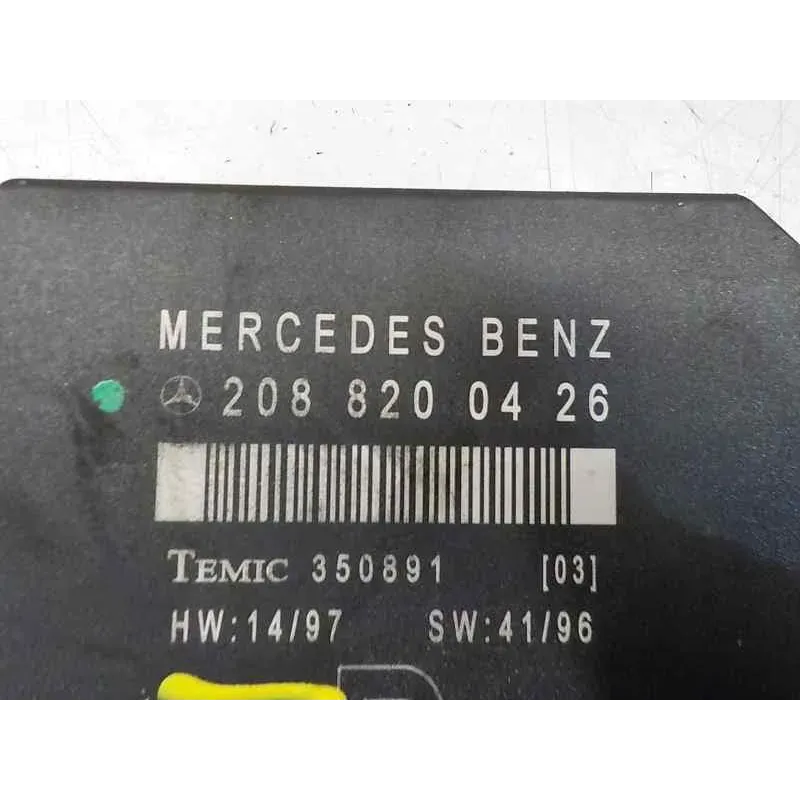 MERCEDES BENZ
208 820 04 26
TEMIC 350891 [03]
HW:14/97 SW:41/96